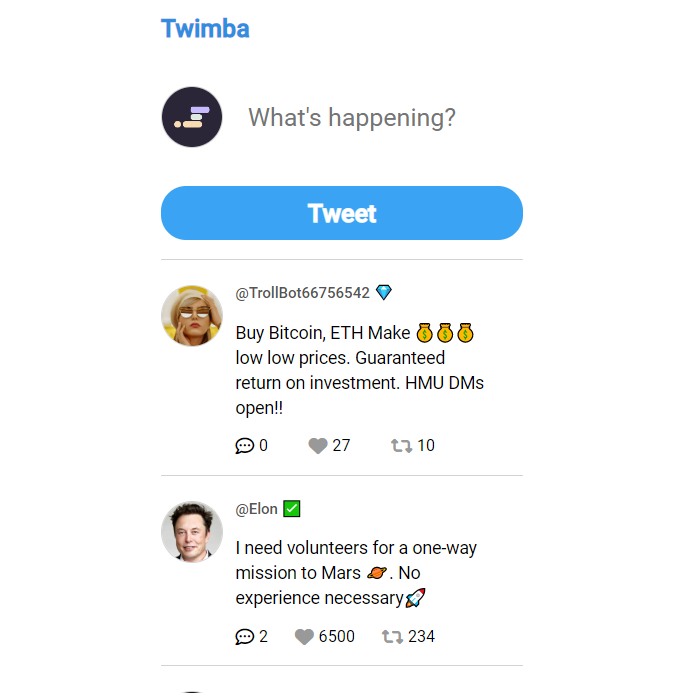 Twimba
What's happening?
Tweet
@TrollBot66756542 💎
Buy Bitcoin, ETH Make 💰💰💰
low low prices. Guaranteed
return on investment. HMU DMs
open!!
0 27 10
@Elon ✅
I need volunteers for a one-way
mission to Mars 🪐. No
experience necessary🚀
2 6500 234